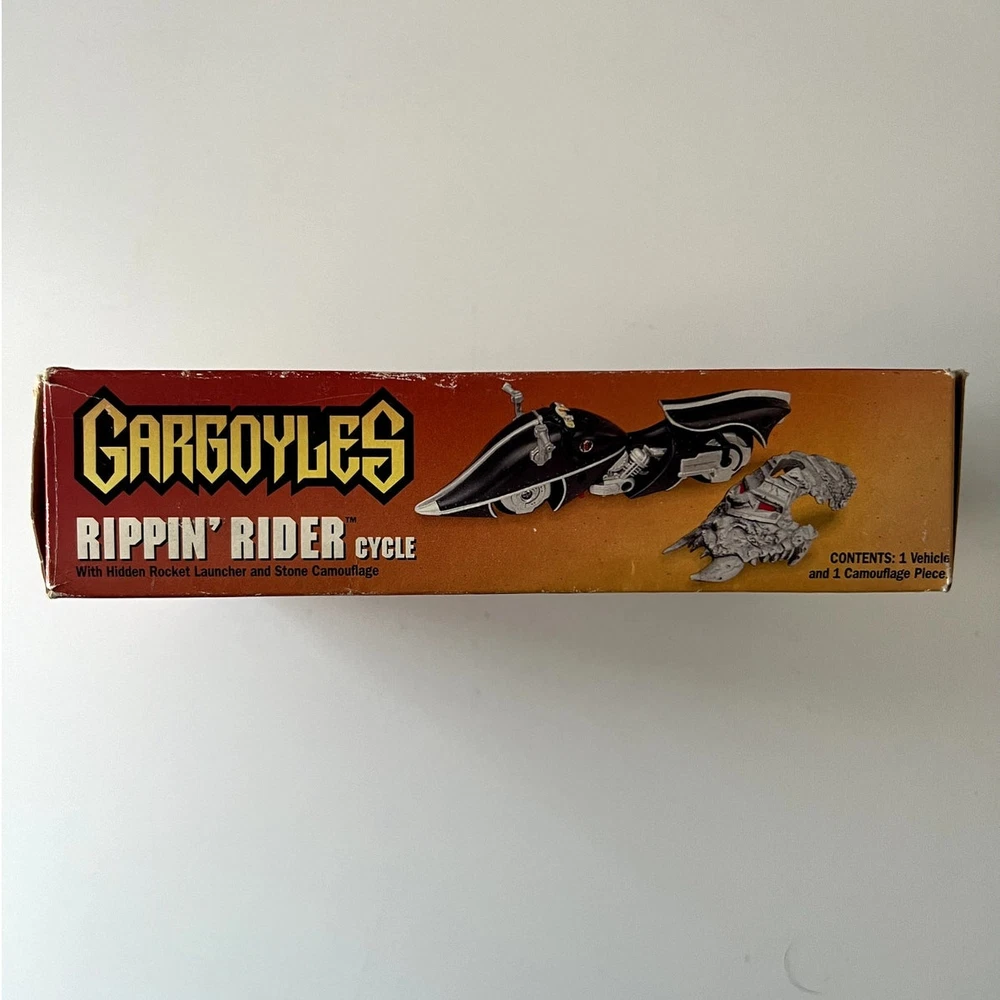 GARGOYLES
RIPPIN' RIDER™ CYCLE
With Hidden Rocket Launcher and Stone Camouflage
CONTENTS: 1 Vehicle
and 1 Camouflage Piece